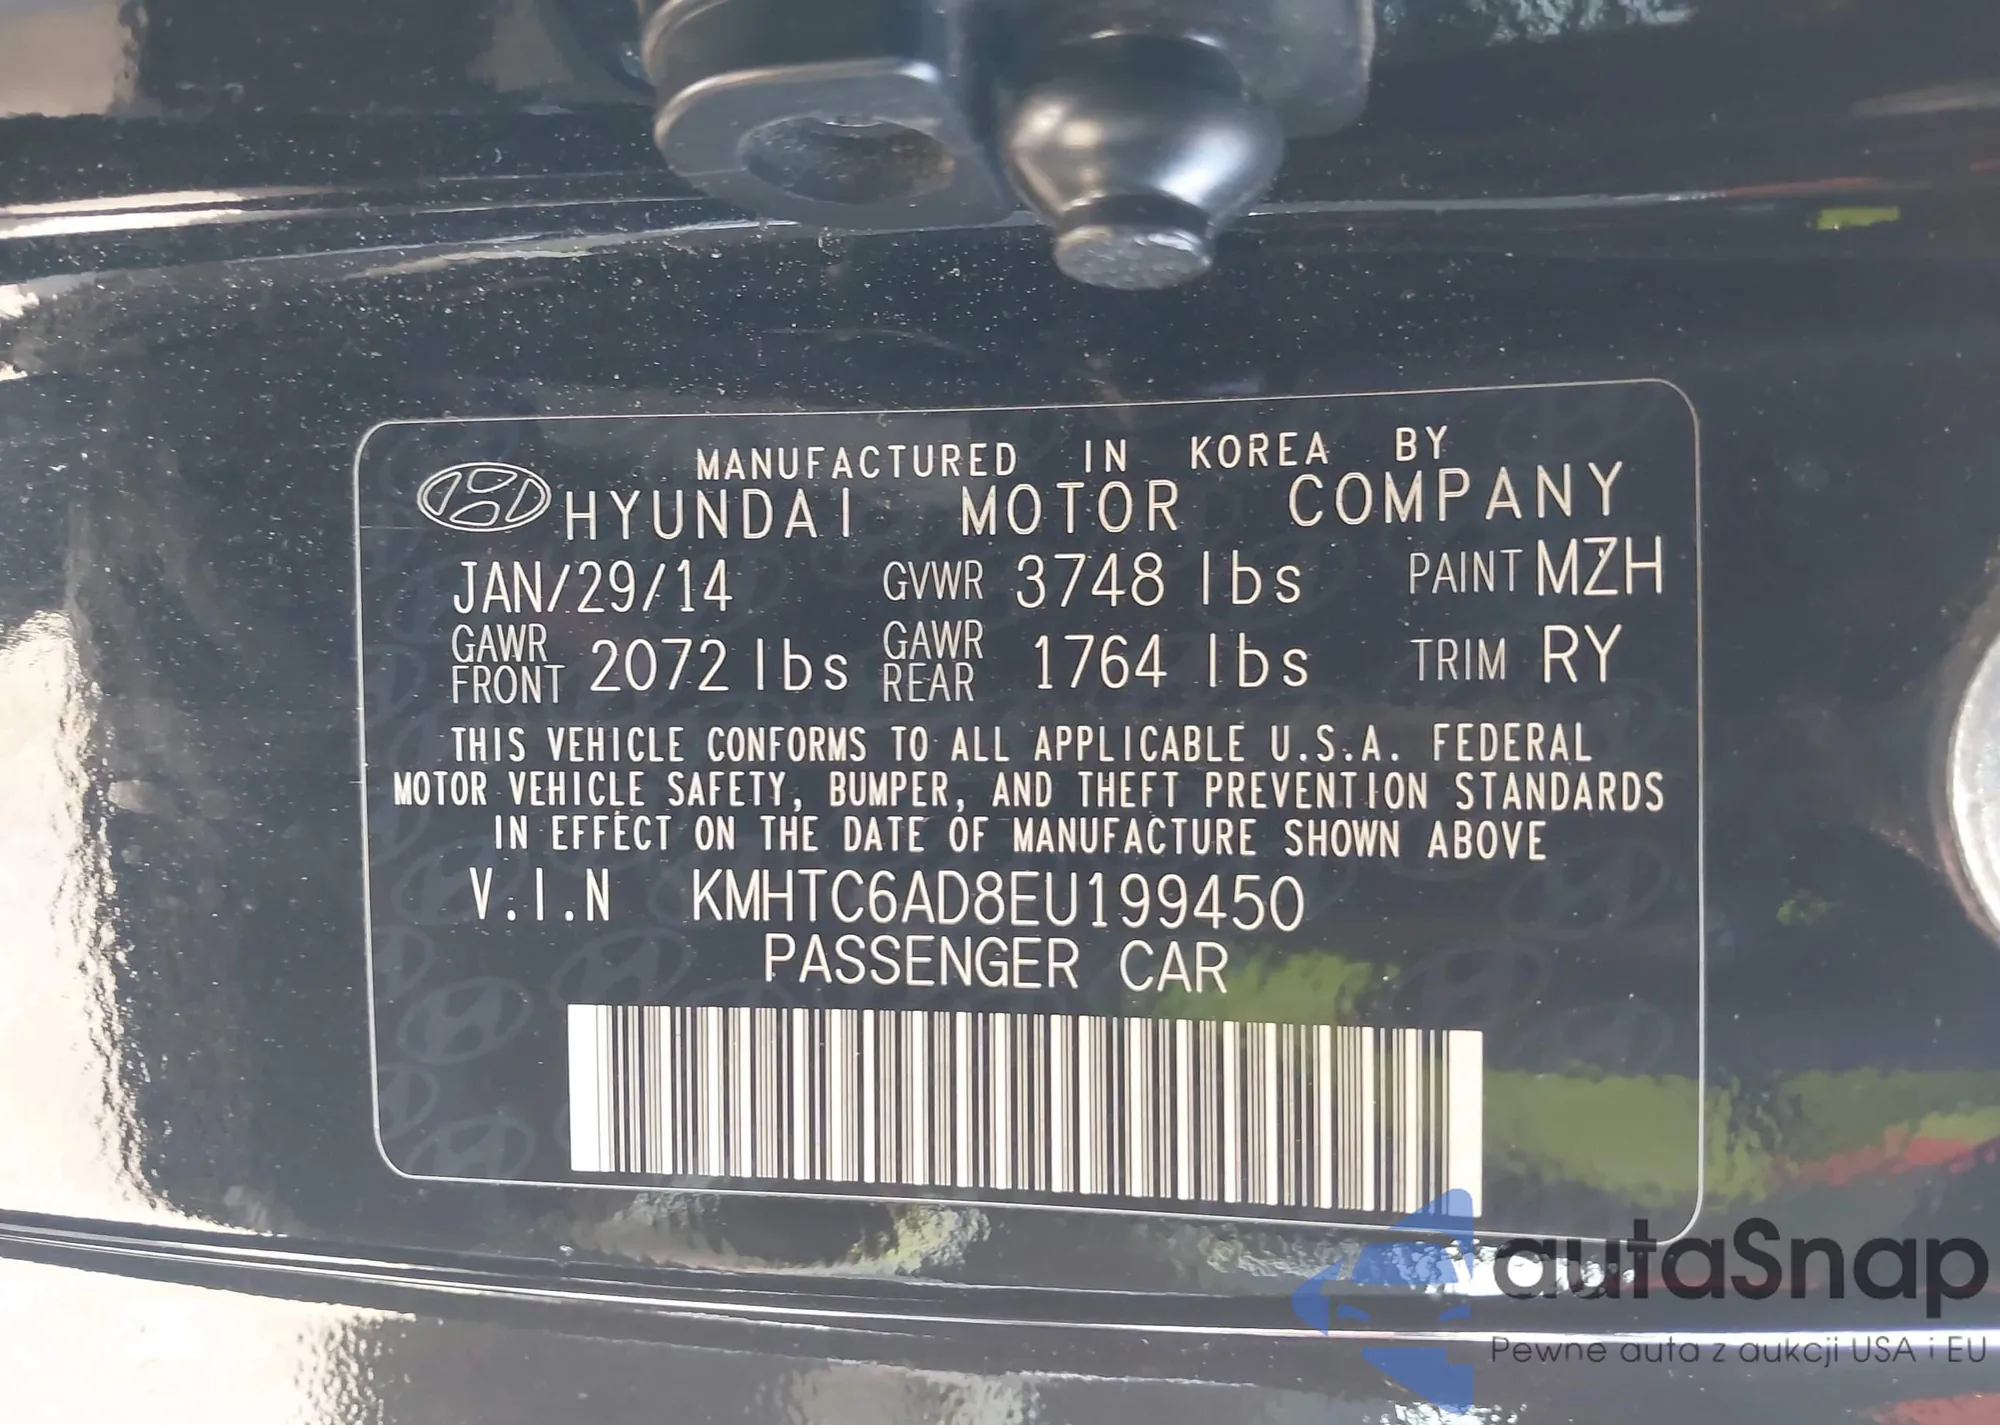 MANUFACTURED IN KOREA BY
HYUNDAI MOTOR COMPANY
JAN/29/14 GVWR 3748 lbs PAINT MZH
GAWR FRONT 2072 lbs GAWR REAR 1764 lbs TRIM RY
THIS VEHICLE CONFORMS TO ALL APPLICABLE U.S.A. FEDERAL
MOTOR VEHICLE SAFETY, BUMPER, AND THEFT PREVENTION STANDARDS
IN EFFECT ON THE DATE OF MANUFACTURE SHOWN ABOVE
V.I.N KMHTC6AD8EU199450
PASSENGER CAR
autaSnap
Pewne auta z aukcji USA i EU